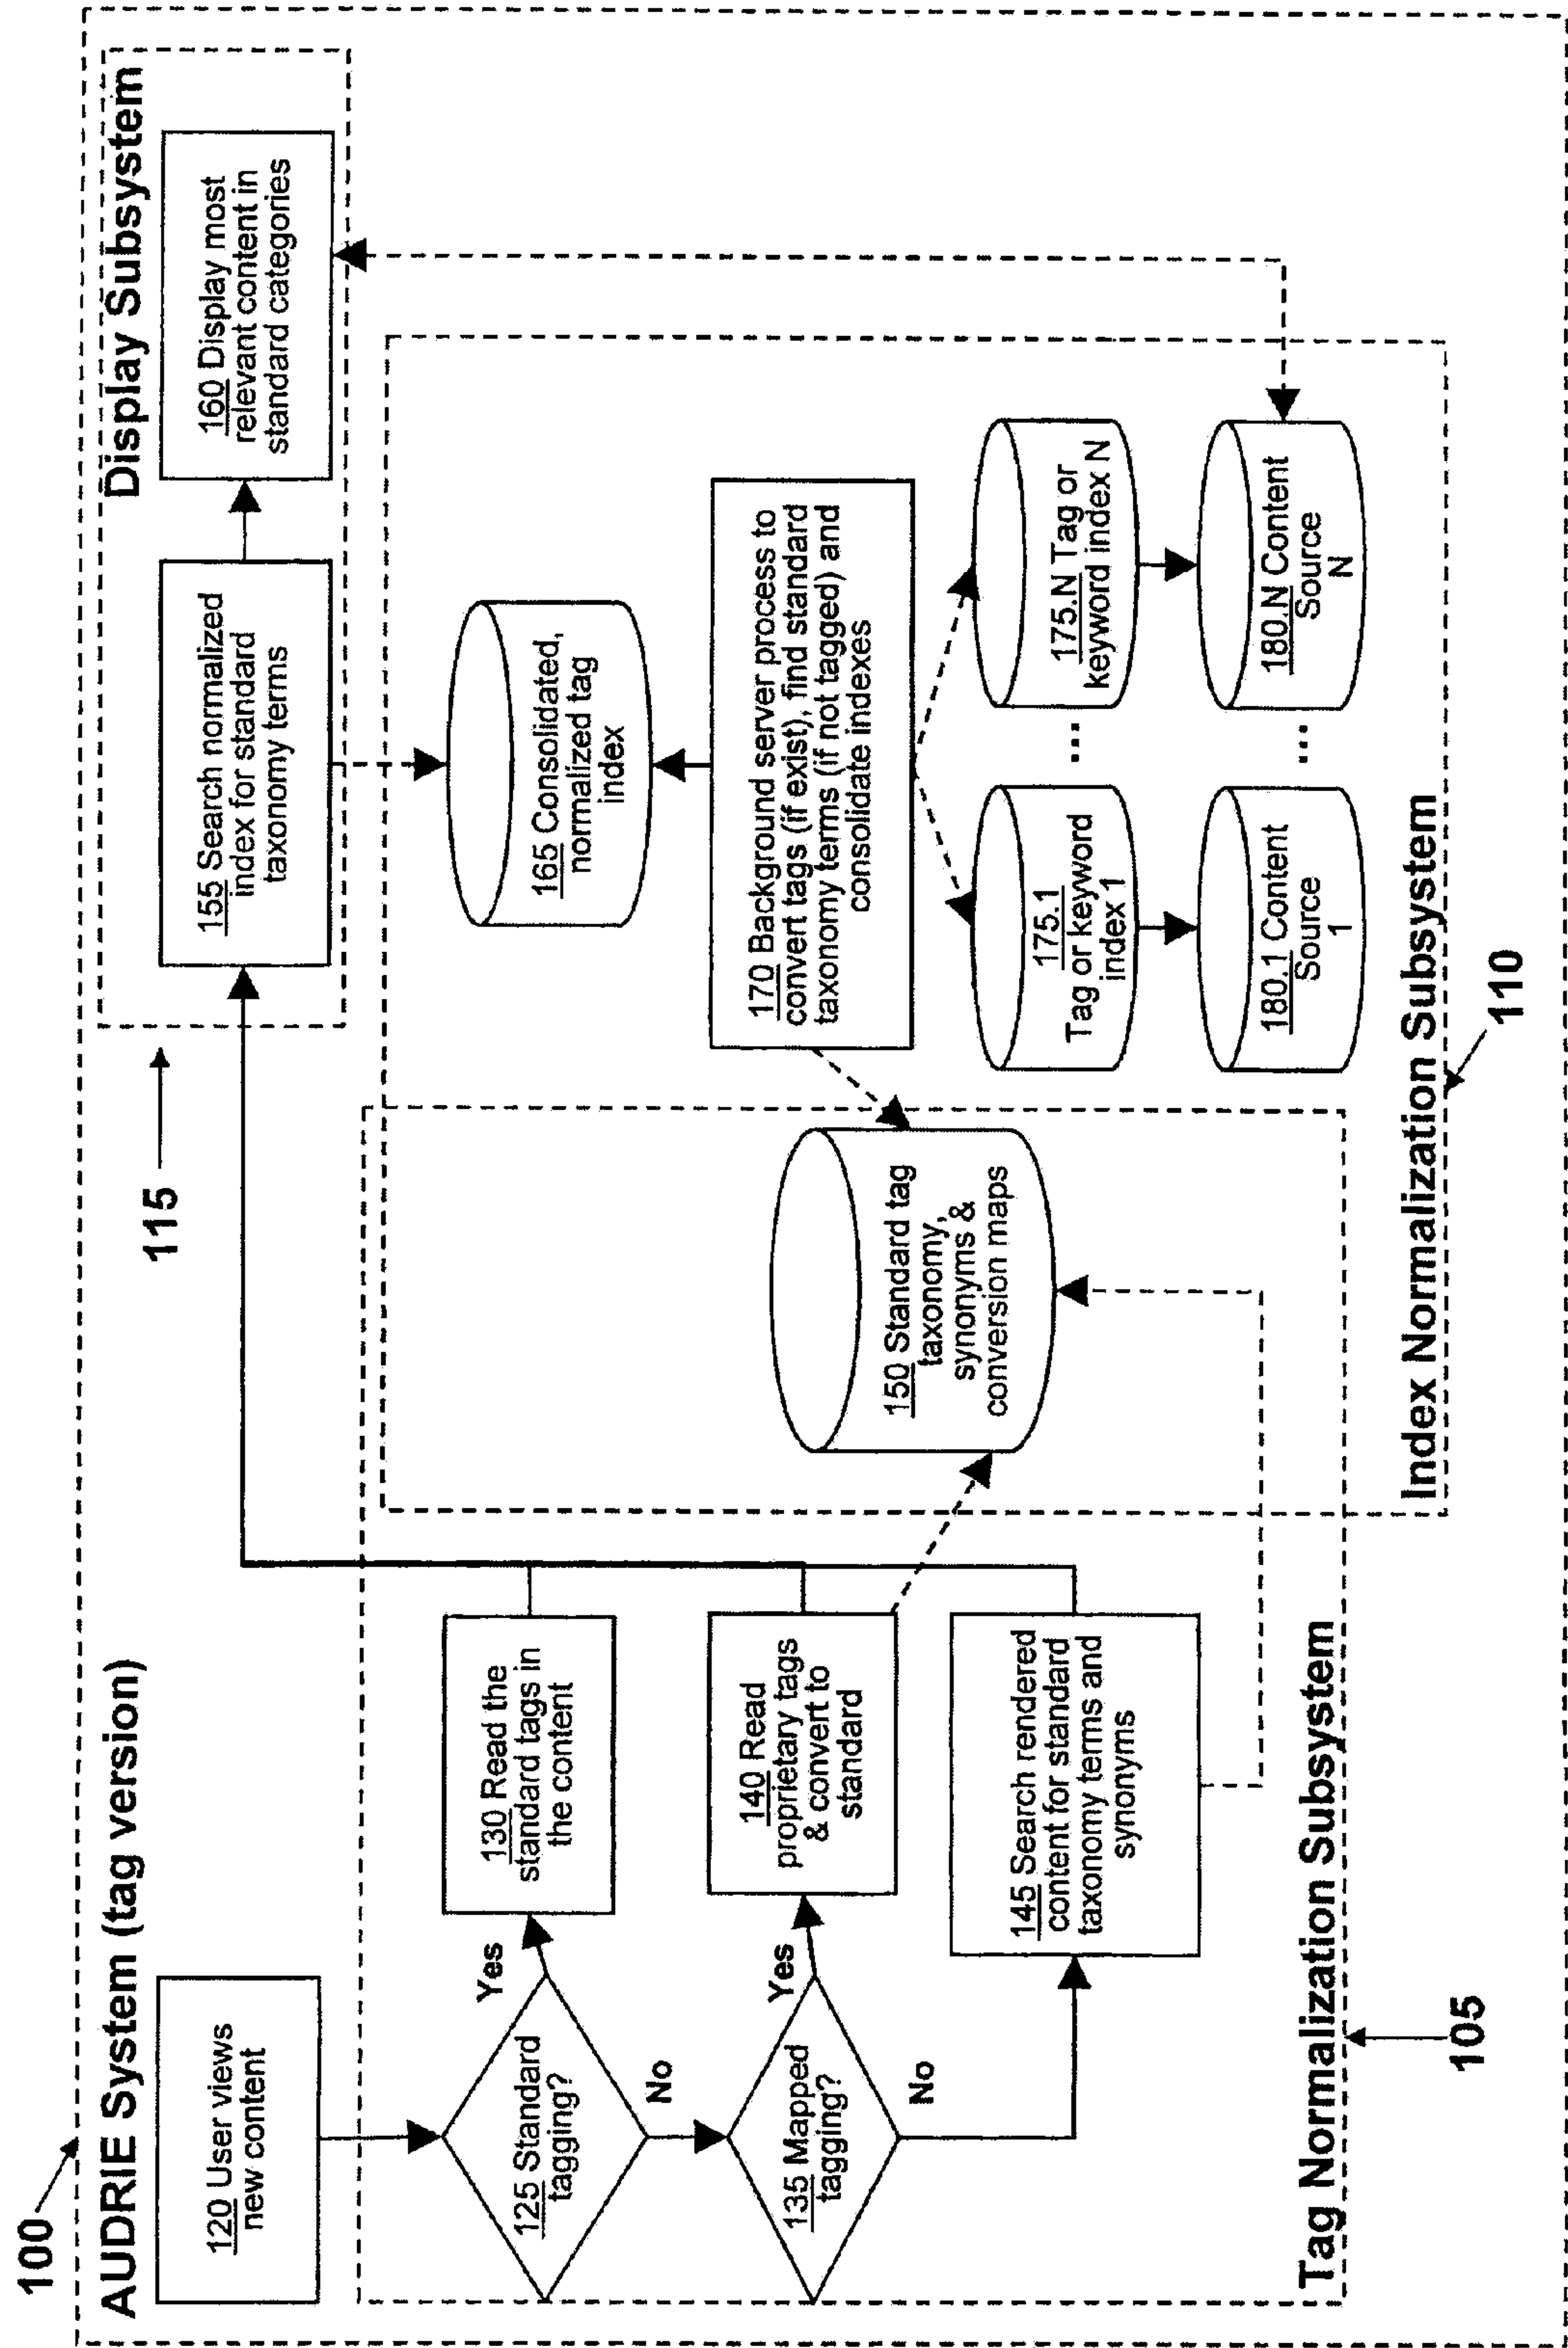 100
AUDRIE System (tag version)
120 User views
new content
125 Standard
tagging?
Yes
No
130 Read the
standard tags in
the content
135 Mapped
tagging?
Yes
No
140 Read
proprietary tags
& convert to
standard
145 Search rendered
content for standard
taxonomy terms and
synonyms
Tag Normalization Subsystem
105
115
Display Subsystem
155 Search normalized
index for standard
taxonomy terms
160 Display most
relevant content in
standard categories
150 Standard tag
taxonomy,
synonyms &
conversion maps
165 Consolidated,
normalized tag
index
170 Background server process to
convert tags (if exist), find standard
taxonomy terms (if not tagged) and
consolidate indexes
175.1
Tag or keyword
index 1
...
175.N Tag or
keyword index N
180.1 Content
Source
1
...
180.N Content
Source
N
Index Normalization Subsystem
110